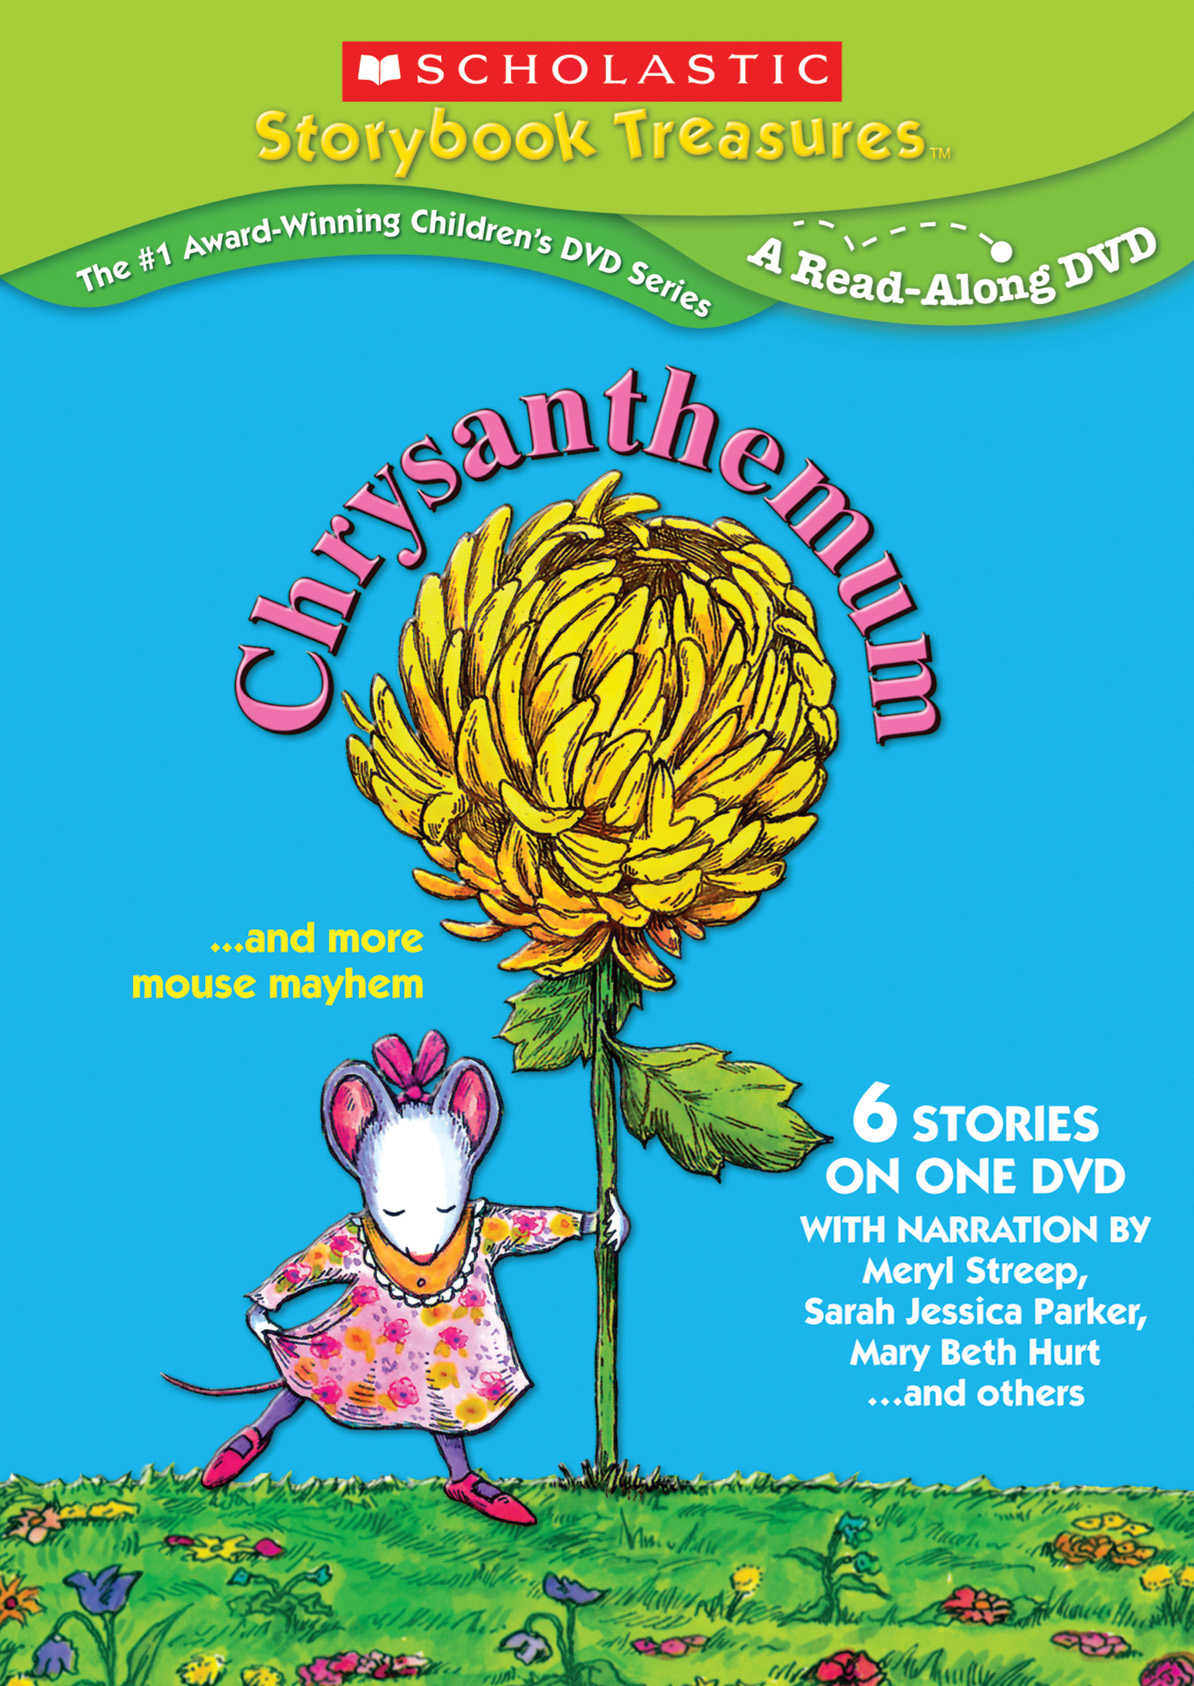 SCHOLASTIC
Storybook Treasures™
The #1 Award-Winning Children's DVD Series
A Read-Along DVD
Chrysanthemum
...and more
mouse mayhem
6 STORIES
ON ONE DVD
WITH NARRATION BY
Meryl Streep,
Sarah Jessica Parker,
Mary Beth Hurt
...and others